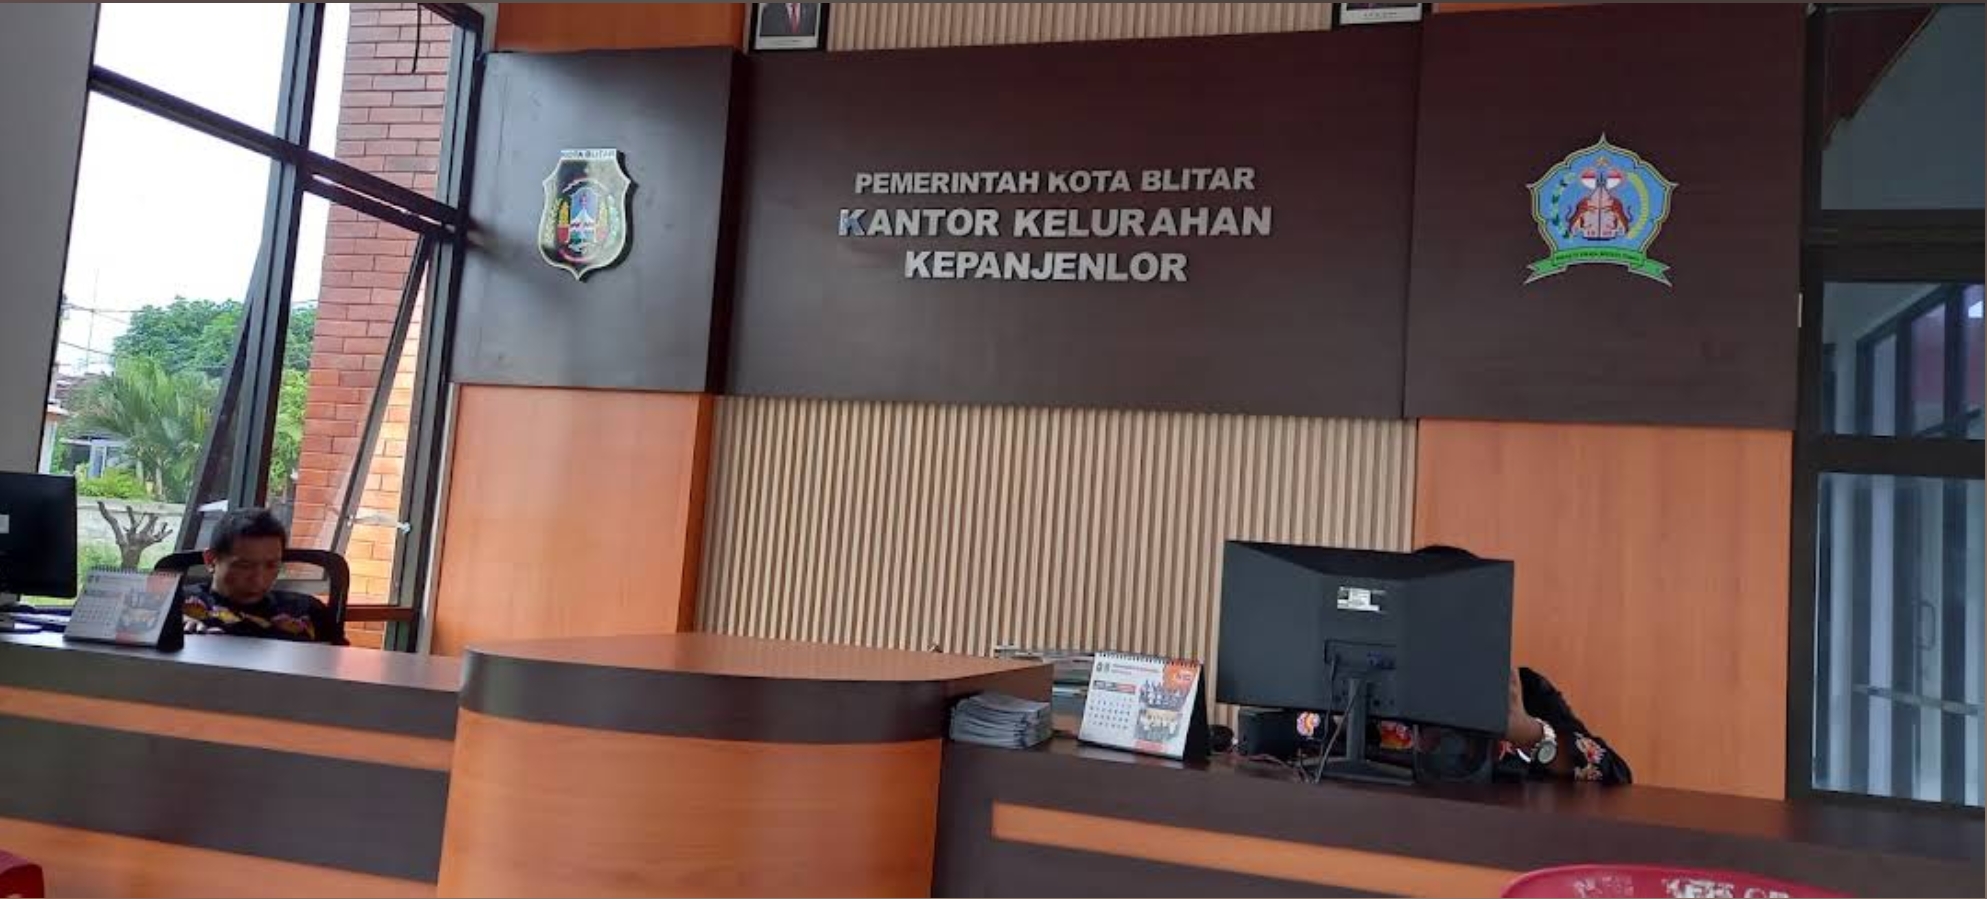 KOTA BLITAR
PEMERINTAH KOTA BLITAR
KANTOR KELURAHAN
KEPANJENLOR